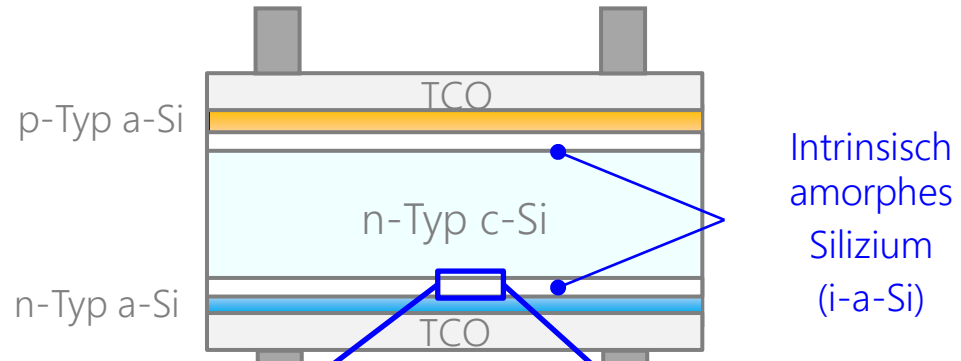 TCO
p-Typ a-Si
Intrinsisch
amorphes
Silizium
(i-a-Si)
n-Typ c-Si
n-Typ a-Si
TCO